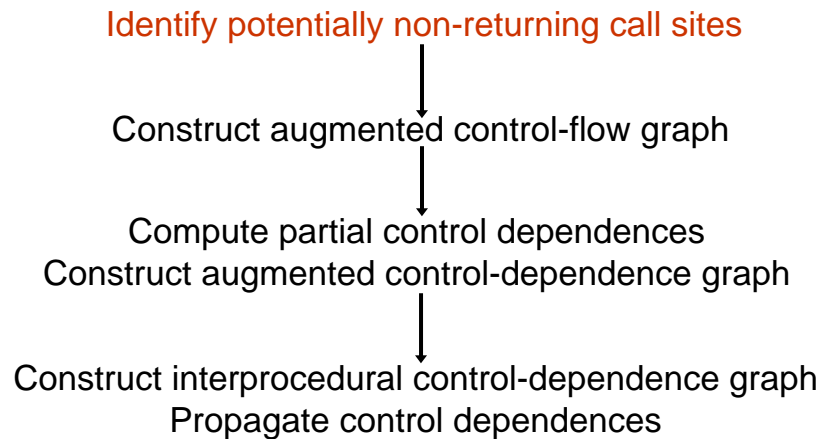 Identify potentially non-returning call sites
Construct augmented control-flow graph
Compute partial control dependences
Construct augmented control-dependence graph
Construct interprocedural control-dependence graph
Propagate control dependences